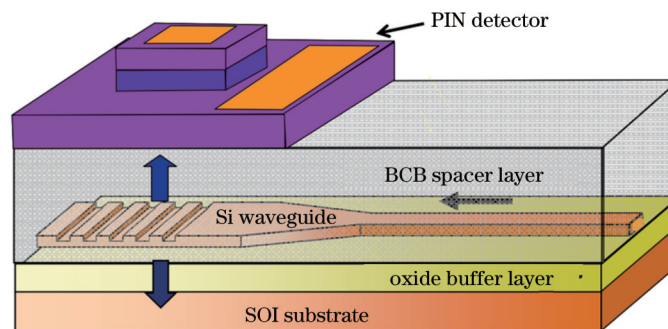 PIN detector
BCB spacer layer
Si waveguide
oxide buffer layer
SOI substrate